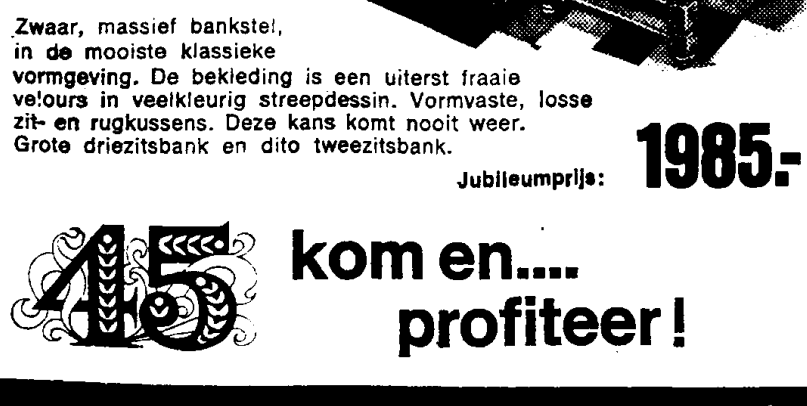 Zwaar, massief bankstel,
in de mooiste klassieke
vormgeving. De bekleding is een uiterst fraaie
velours in veelkleurig streepdessin. Vormvaste, losse
zit- en rugkussens. Deze kans komt nooit weer.
Grote driezitsbank en dito tweezitsbank.
Jubileumprijs: 1985.-
45 kom en....
profiteer!